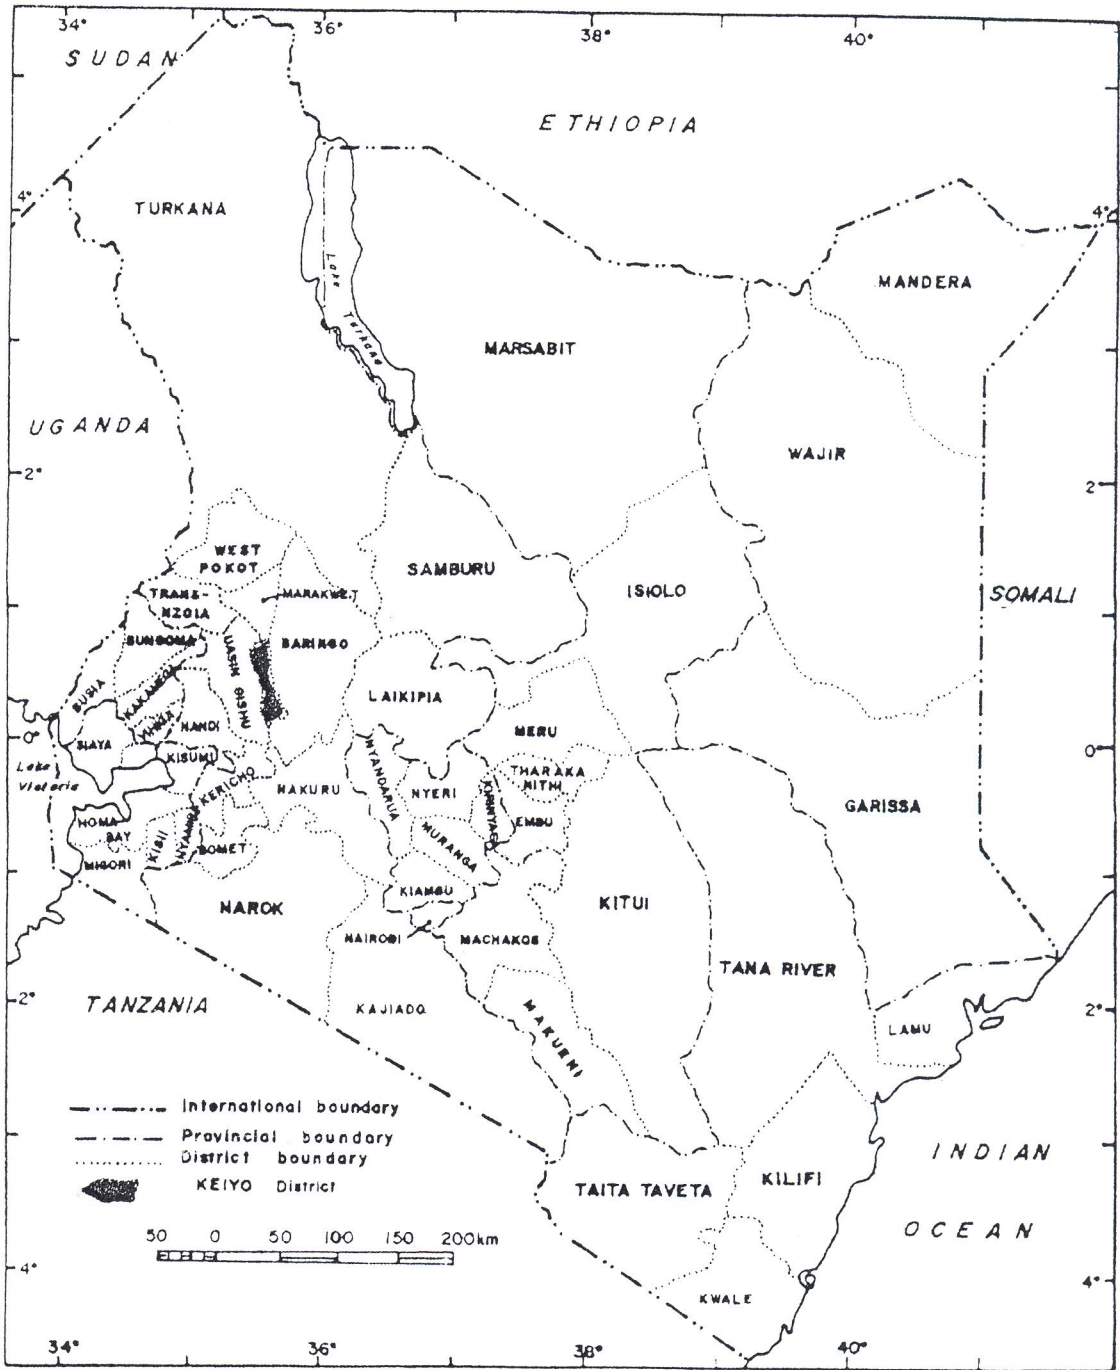 34° 36° 38° 40°
SUDAN
ETHIOPIA
4° 4°
TURKANA
MANDERA
Lake
Turkana
MARSABIT
UGANDA
WAJIR
2° 2°
WEST
POKOT
SAMBURU
ISIOLO
SOMALI
TRANS-
NZOIA
MARAKWET
BUNGOMA
UASIN GISHU
BARINGO
BUSIA
KAKAMEGA
LAIKIPIA
VIHIGA
NANDI
MERU
0° 0°
SIAYA
KISUMU
Lake
Victoria
KERICHO
NAKURU
NYANDARUA
NYERI
KIRINYAGA
THARAKA
NITHI
GARISSA
HOMA
BAY
EMBU
KISII
NYAMIRA
BOMET
MURANGA
MIGORI
KIAMBU
NAROK
KITUI
NAIROBI
MACHAKOS
TANA RIVER
TANZANIA
2° 2°
KAJIADO
MAKUENI
LAMU
International boundary
Provincial boundary
District boundary
KEIYO District
INDIAN
OCEAN
TAITA TAVETA
KILIFI
50 0 50 100 150 200km
4° 4°
KWALE
34° 36° 38° 40°